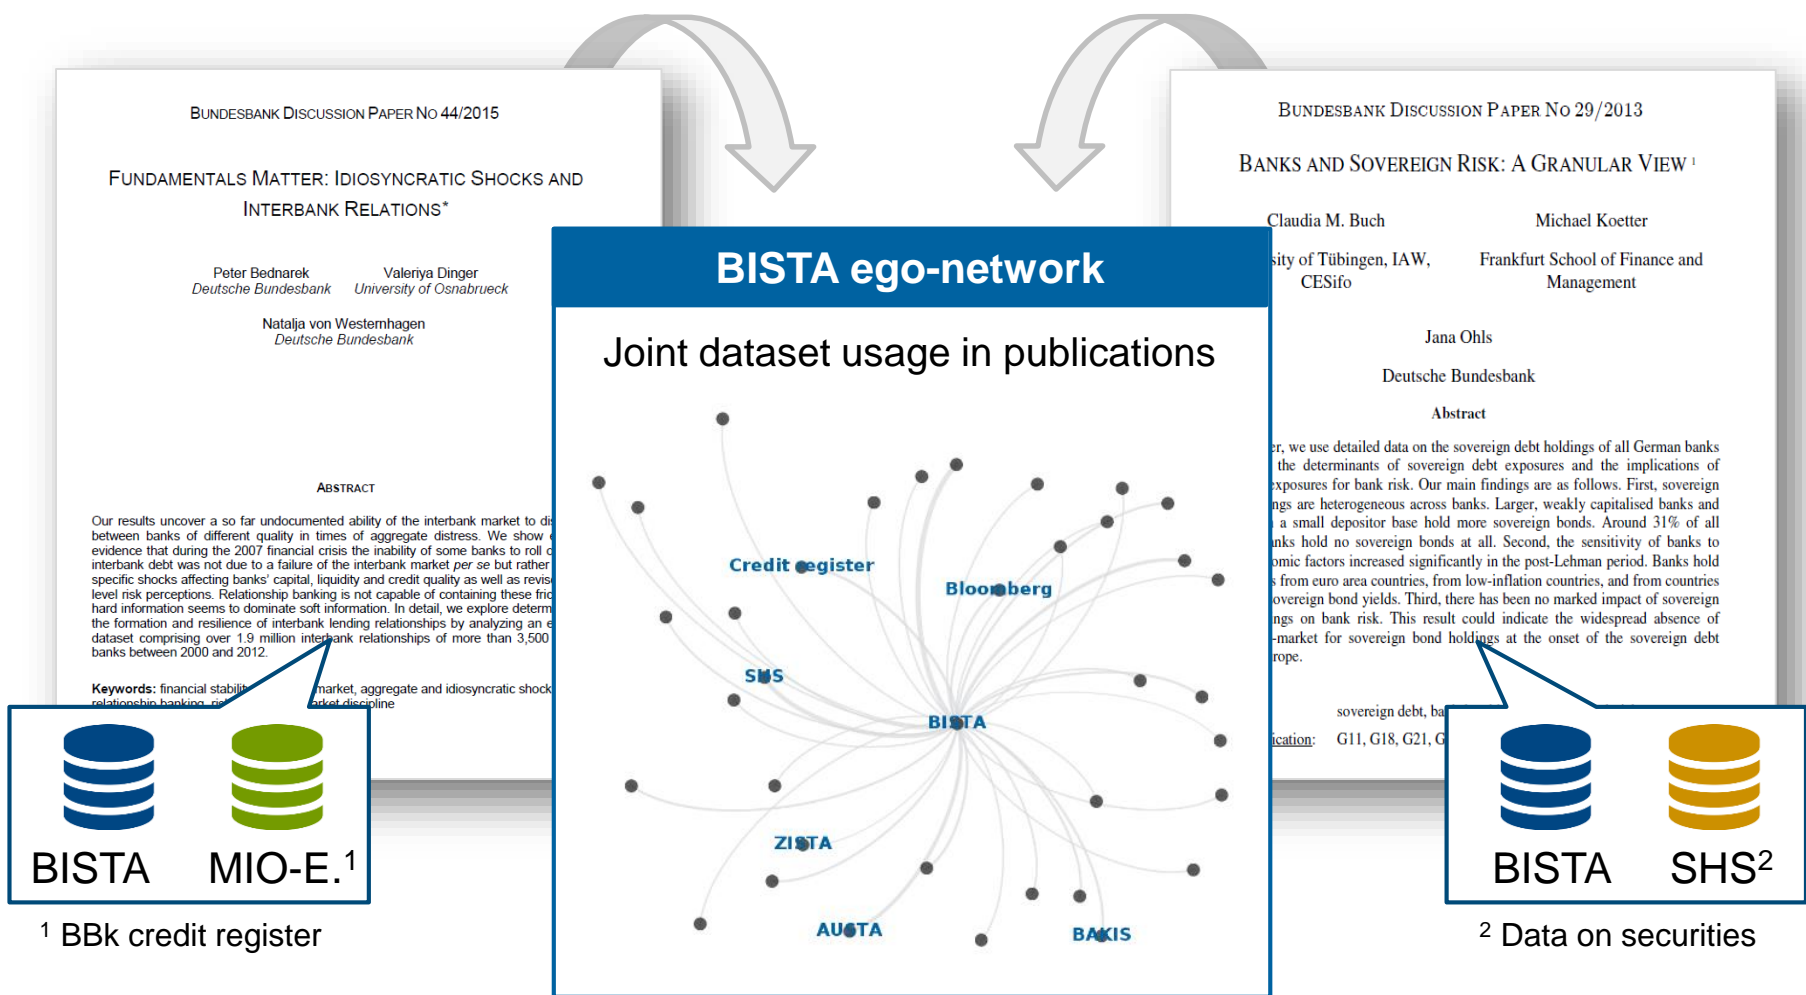 BUNDESBANK DISCUSSION PAPER NO 44/2015
FUNDAMENTALS MATTER: IDIOSYNCRATIC SHOCKS AND
INTERBANK RELATIONS*
Peter Bednarek Valeriya Dinger
Deutsche Bundesbank University of Osnabrueck
Natalja von Westernhagen
Deutsche Bundesbank
ABSTRACT
Our results uncover a so far undocumented ability of the interbank market to
between banks of different quality in times of aggregate distress. We show
evidence that during the 2007 financial crisis the inability of some banks to roll
interbank debt was not due to a failure of the interbank market per se but rather
specific shocks affecting banks' capital, liquidity and credit quality as well as
level risk perceptions. Relationship banking is not capable of containing these
hard information seems to dominate soft information. In detail, we explore
the formation and resilience of interbank lending relationships by analyzing an
dataset comprising over 1.9 million interbank relationships of more than 3,500
banks between 2000 and 2012.
Keywords: financial market, aggregate and idiosyncratic
relationship banking, market discipline
BISTA MIO-E.¹
¹ BBk credit register
BISTA ego-network
Joint dataset usage in publications
Credit register
Bloomberg
SHS
BISTA
ZISTA
AUSTA
BAKIS
BUNDESBANK DISCUSSION PAPER NO 29/2013
BANKS AND SOVEREIGN RISK: A GRANULAR VIEW ¹
Claudia M. Buch Michael Koetter
of Tübingen, IAW, Frankfurt School of Finance and
CESifo Management
Jana Ohls
Deutsche Bundesbank
Abstract
we use detailed data on the sovereign debt holdings of all German banks
the determinants of sovereign debt exposures and the implications of
exposures for bank risk. Our main findings are as follows. First, sovereign
are heterogeneous across banks. Larger, weakly capitalised banks and
a small depositor base hold more sovereign bonds. Around 31% of all
hold no sovereign bonds at all. Second, the sensitivity of banks to
factors increased significantly in the post-Lehman period. Banks hold
from euro area countries, from low-inflation countries, and from countries
sovereign bond yields. Third, there has been no marked impact of sovereign
on bank risk. This result could indicate the widespread absence of
-market for sovereign bond holdings at the onset of the sovereign debt
sovereign debt,
G11, G18, G21,
BISTA SHS²
² Data on securities